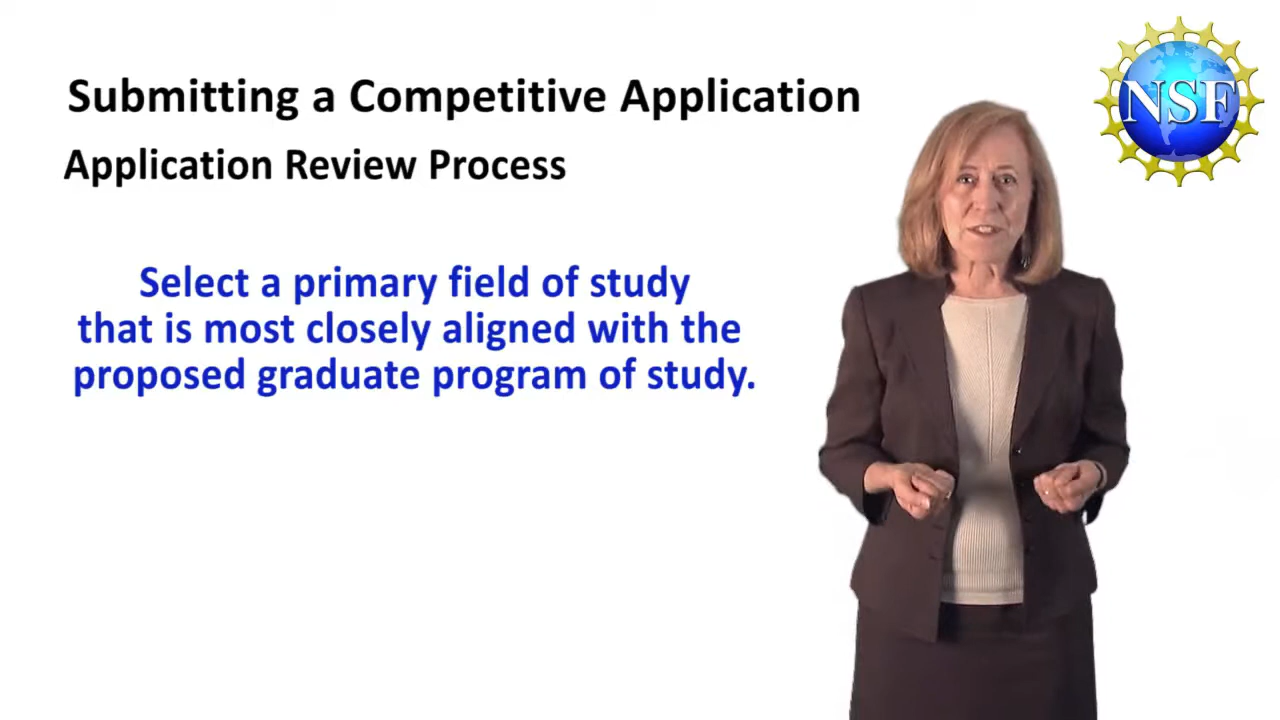 Submitting a Competitive Application
NSF
Application Review Process
Select a primary field of study
that is most closely aligned with the
proposed graduate program of study.